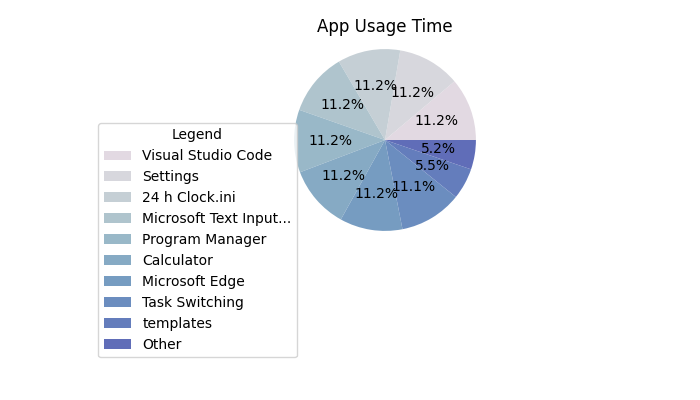 App Usage Time
11.2%
11.2%
11.2%
11.2%
11.2%
11.2%
11.2%
11.1%
5.5%
5.2%
Legend
Visual Studio Code
Settings
24 h Clock.ini
Microsoft Text Input...
Program Manager
Calculator
Microsoft Edge
Task Switching
templates
Other